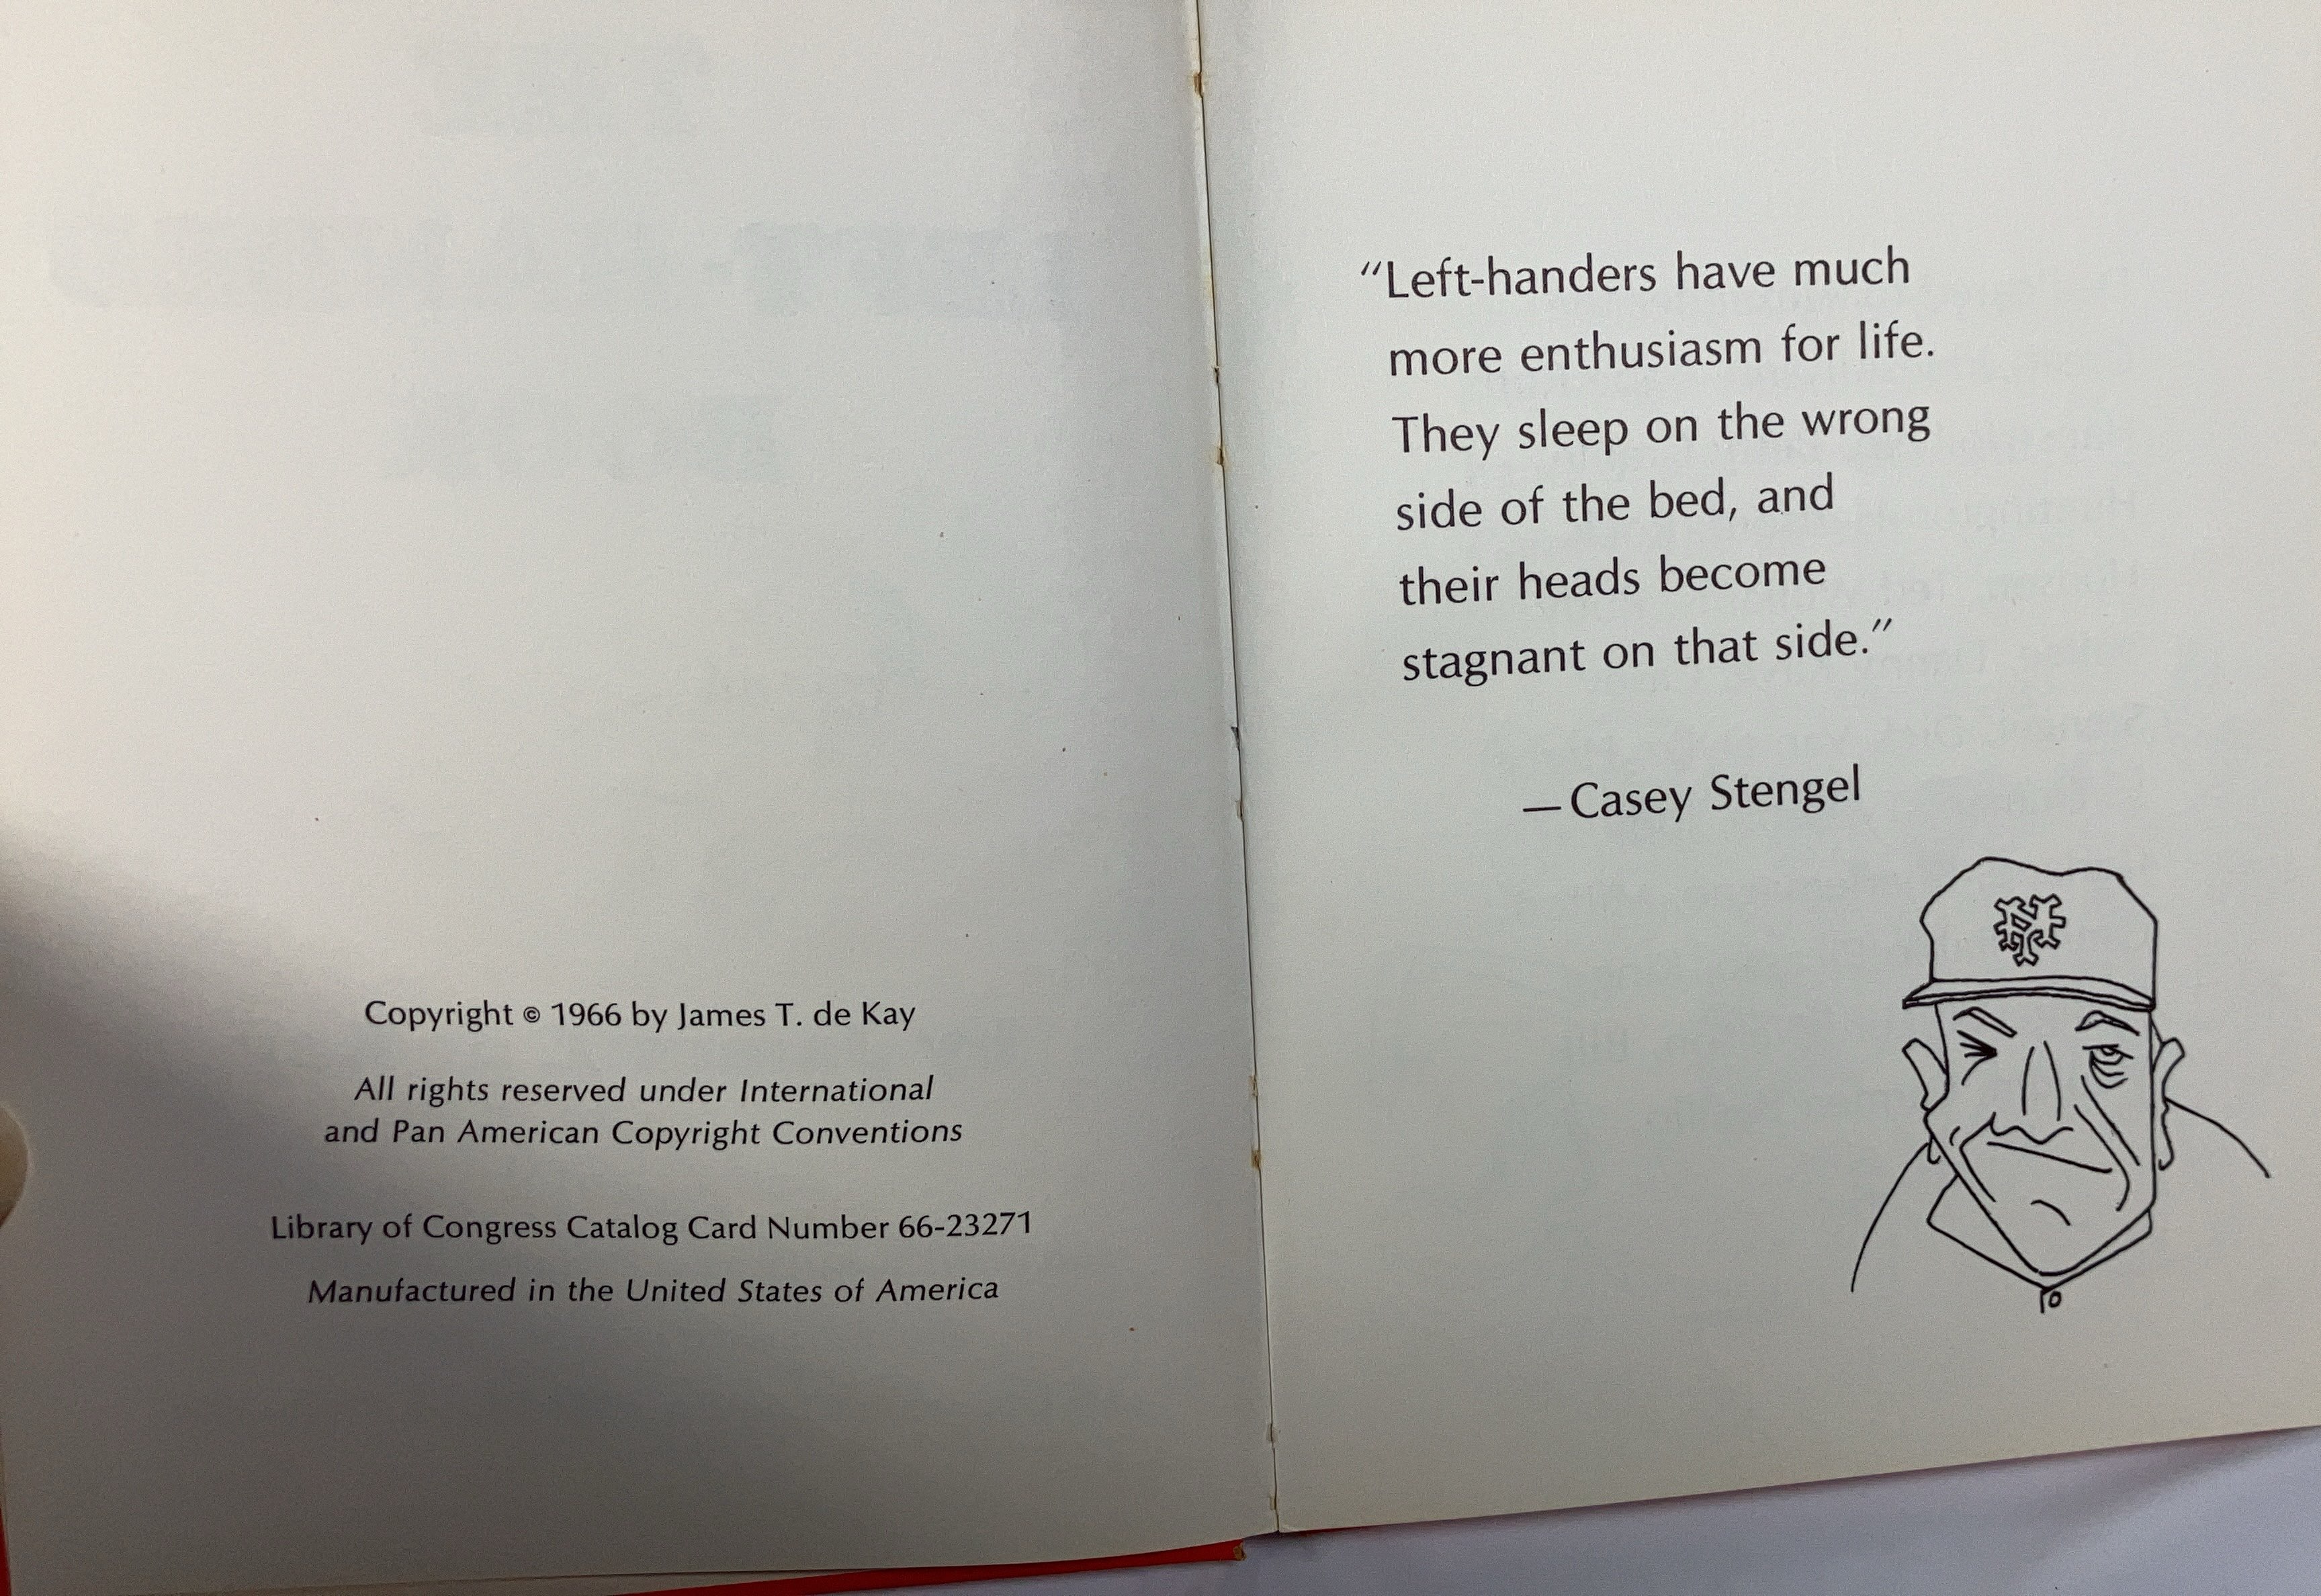 Copyright © 1966 by James T. de Kay
All rights reserved under International
and Pan American Copyright Conventions
Library of Congress Catalog Card Number 66-23271
Manufactured in the United States of America
"Left-handers have much
more enthusiasm for life.
They sleep on the wrong
side of the bed, and
their heads become
stagnant on that side."
—Casey Stengel
NY